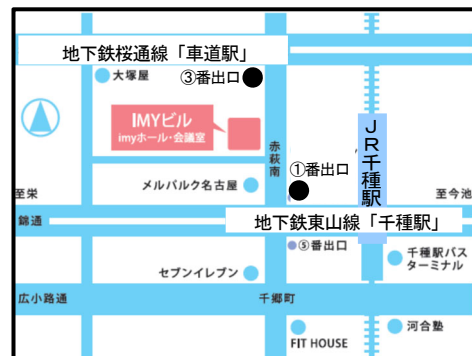 地下鉄桜通線「車道駅」
大塚屋
③番出口
IMYビル
imyホール・会議室
赤萩南
JR千種駅
①番出口
メルパルク名古屋
至栄
至今池
錦通
地下鉄東山線「千種駅」
⑤番出口
千種駅バス
ターミナル
セブンイレブン
広小路通
千郷町
河合塾
FIT HOUSE